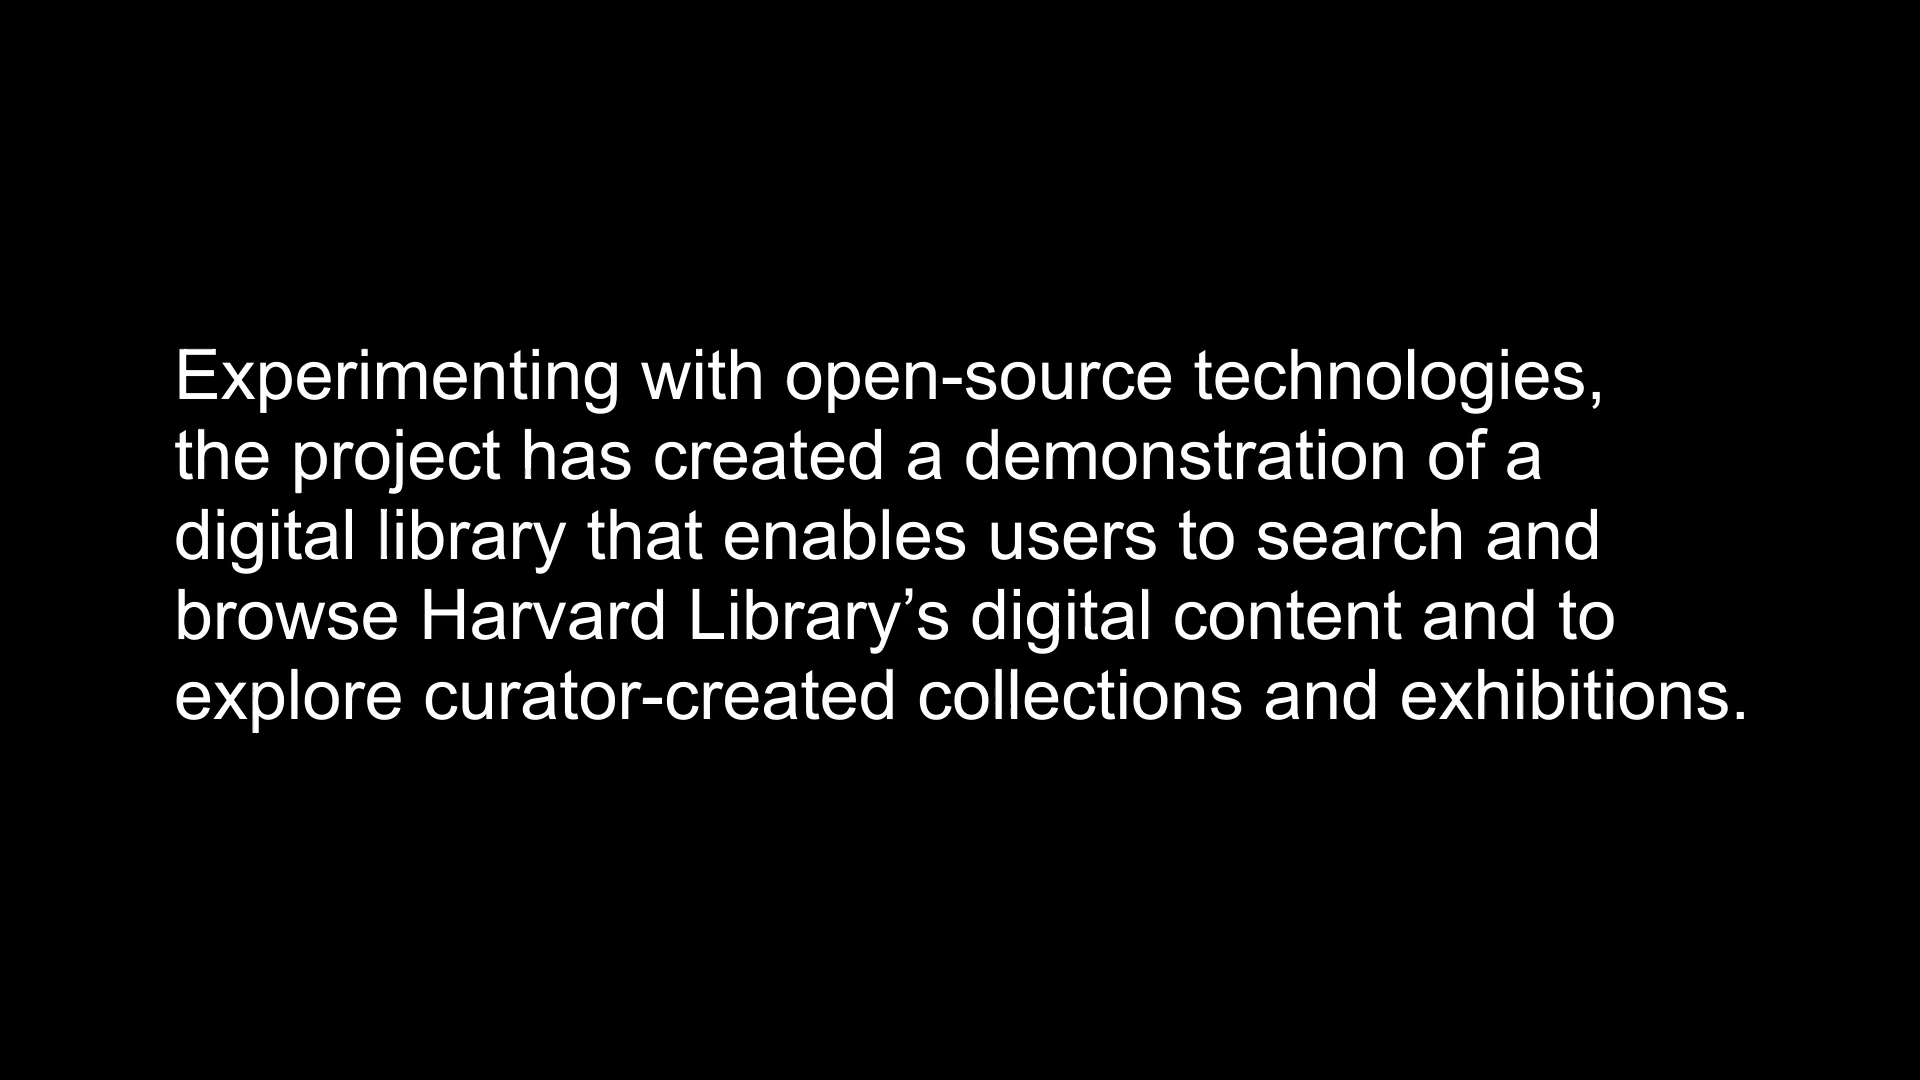 Experimenting with open-source technologies,
the project has created a demonstration of a
digital library that enables users to search and
browse Harvard Library’s digital content and to
explore curator-created collections and exhibitions.